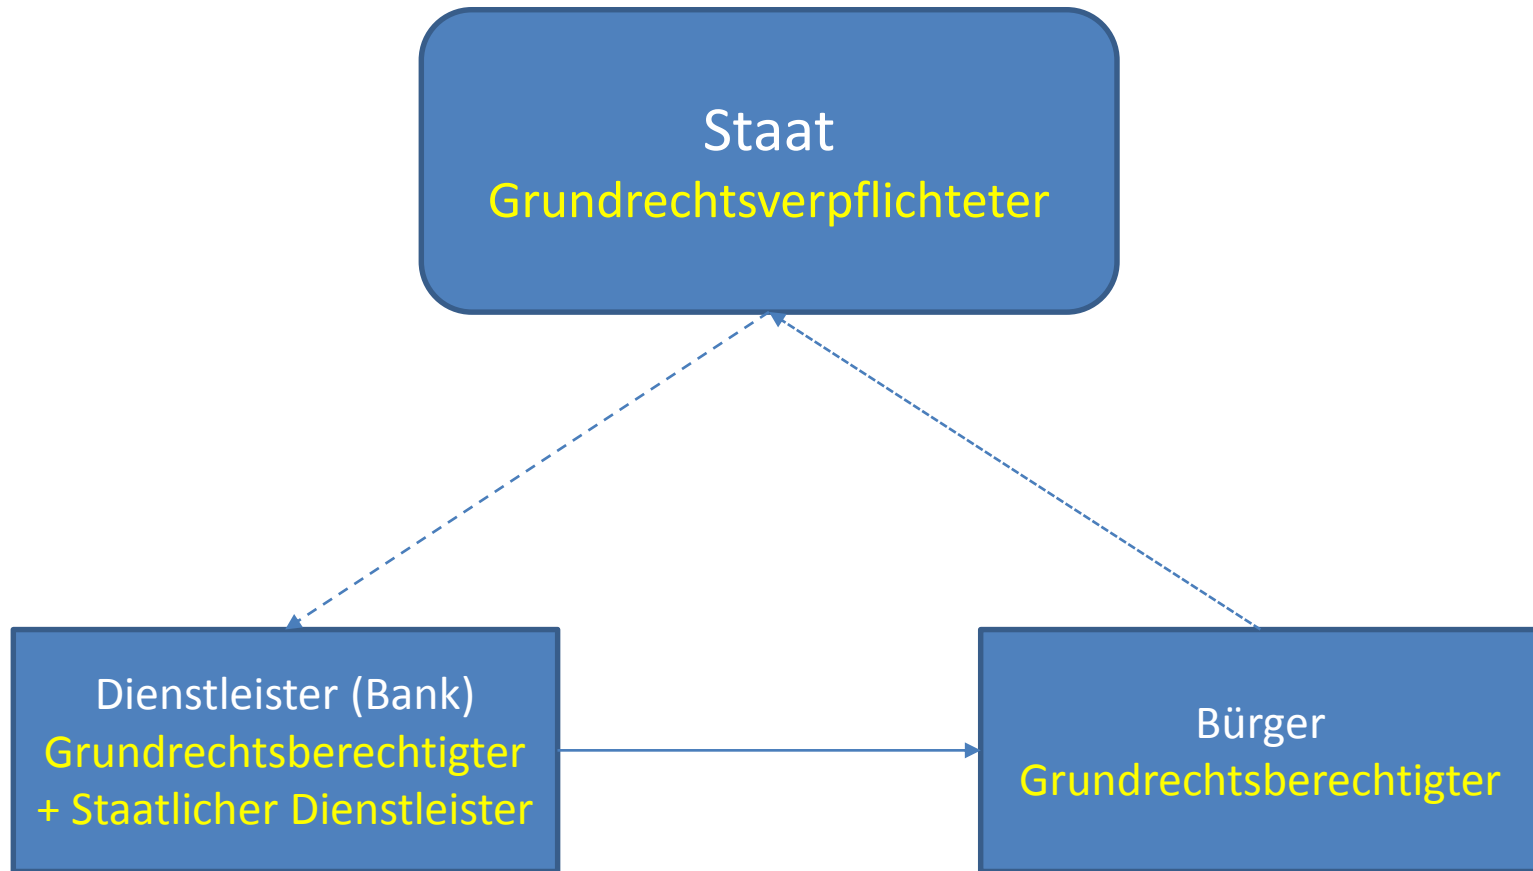 Staat
Grundrechtsverpflichteter
Dienstleister (Bank)
Grundrechtsberechtigter
+ Staatlicher Dienstleister
Bürger
Grundrechtsberechtigter